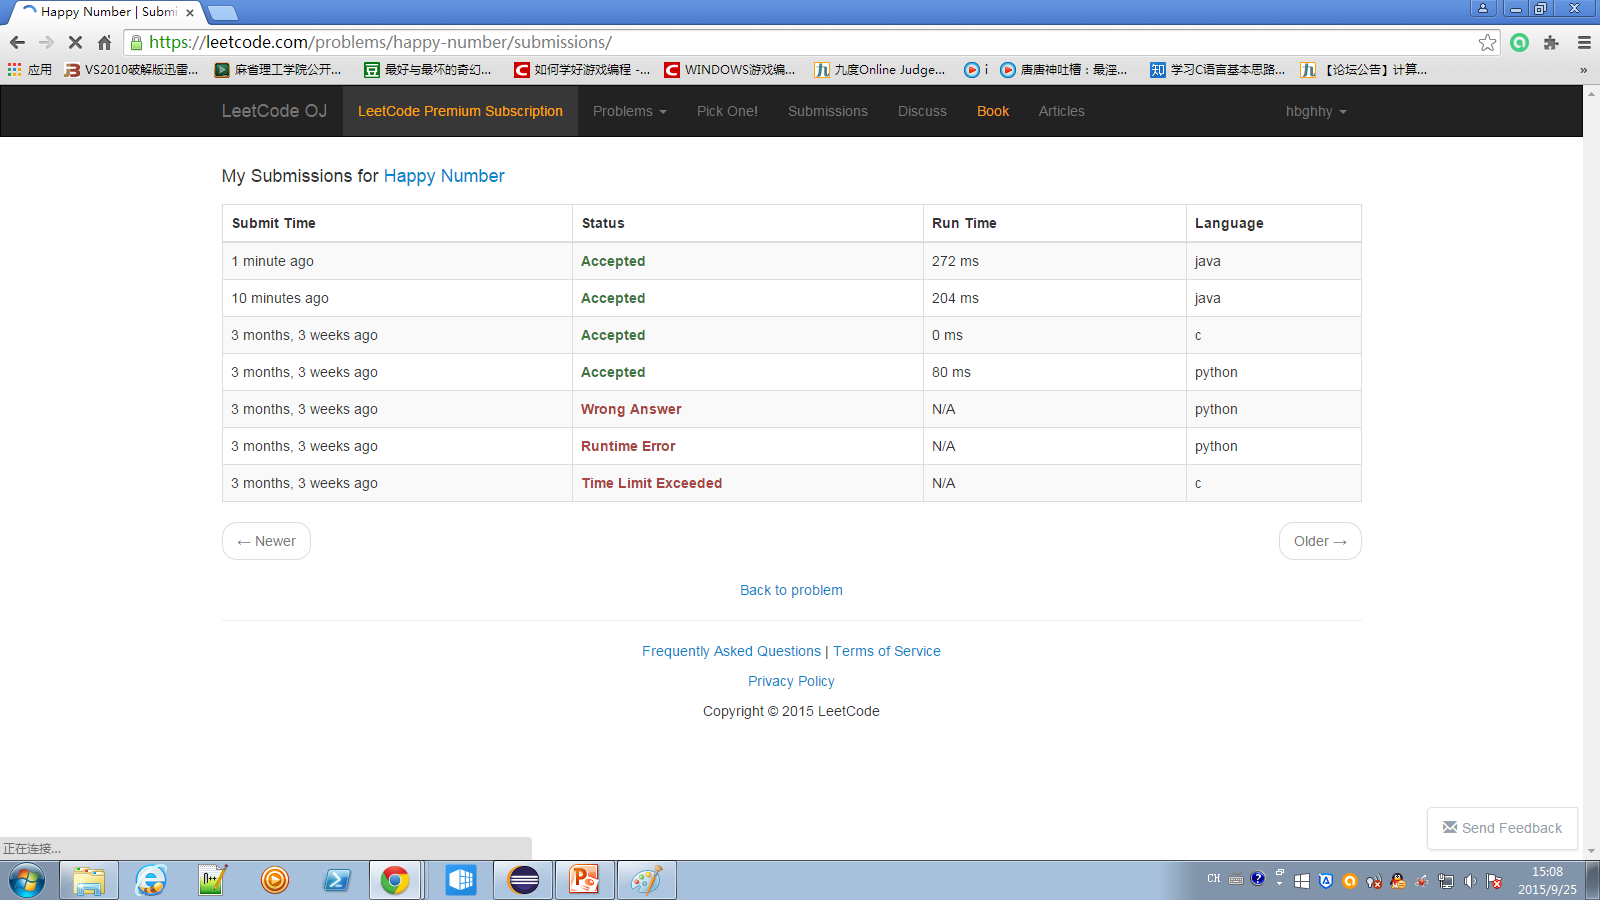 Happy Number | Submi
https://leetcode.com/problems/happy-number/submissions/
应用 VS2010破解版迅雷... 麻省理工学院公开... 最好与最坏的奇幻... 如何学好游戏编程 -... WINDOWS游戏编... 九度Online Judge... i 唐唐神吐槽：最淫... 学习C语言基本思路... 【论坛公告】计算... »
LeetCode OJ LeetCode Premium Subscription Problems Pick One! Submissions Discuss Book Articles hbghhy
My Submissions for Happy Number
Submit Time Status Run Time Language
1 minute ago Accepted 272 ms java
10 minutes ago Accepted 204 ms java
3 months, 3 weeks ago Accepted 0 ms c
3 months, 3 weeks ago Accepted 80 ms python
3 months, 3 weeks ago Wrong Answer N/A python
3 months, 3 weeks ago Runtime Error N/A python
3 months, 3 weeks ago Time Limit Exceeded N/A c
← Newer Older →
Back to problem
Frequently Asked Questions | Terms of Service
Privacy Policy
Copyright © 2015 LeetCode
Send Feedback
正在连接...
CH 15:08
2015/9/25